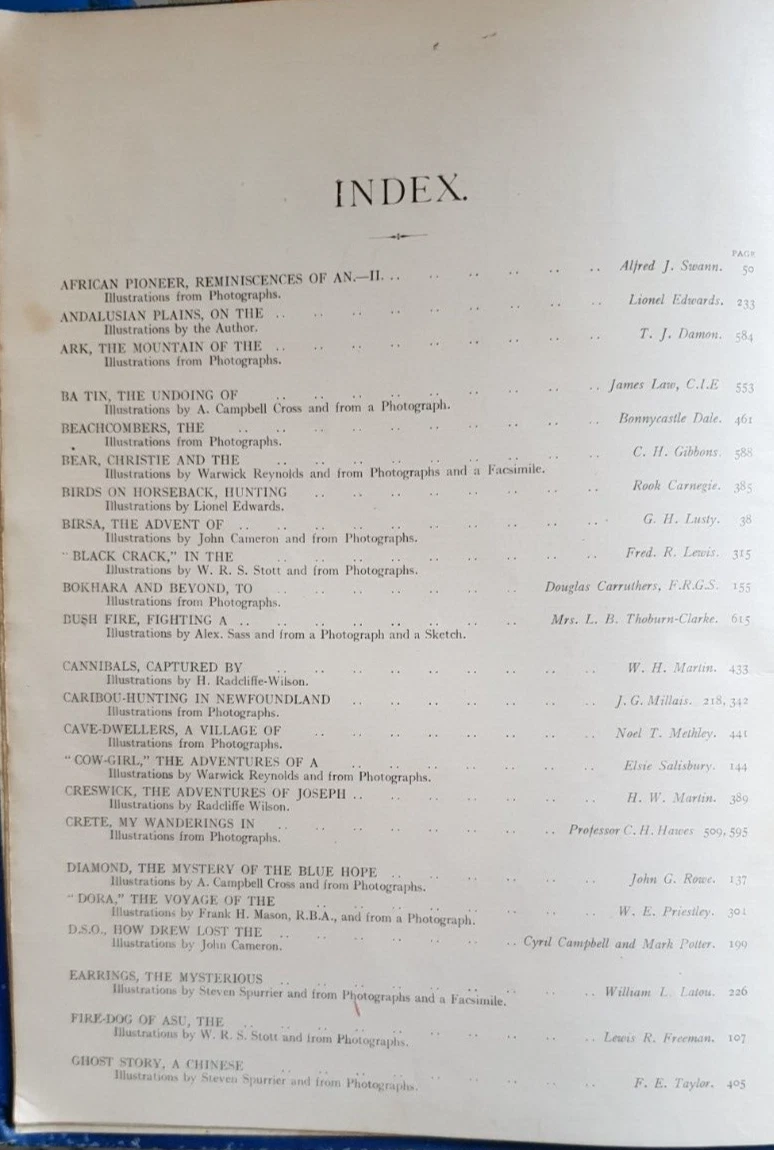 INDEX.
PAGE
AFRICAN PIONEER, REMINISCENCES OF AN.—II. .. .. .. .. .. .. Alfred J. Swann. 50
Illustrations from Photographs.
ANDALUSIAN PLAINS, ON THE .. .. .. .. .. .. .. .. Lionel Edwards. 233
Illustrations by the Author.
ARK, THE MOUNTAIN OF THE .. .. .. .. .. .. .. .. T. J. Damon. 584
Illustrations from Photographs.
BA TIN, THE UNDOING OF .. .. .. .. .. .. .. .. .. James Law, C.I.E 553
Illustrations by A. Campbell Cross and from a Photograph.
BEACHCOMBERS, THE .. .. .. .. .. .. .. .. .. Bonnycastle Dale. 461
Illustrations from Photographs.
BEAR, CHRISTIE AND THE .. .. .. .. .. .. .. .. .. C. H. Gibbons. 588
Illustrations by Warwick Reynolds and from Photographs and a Facsimile.
BIRDS ON HORSEBACK, HUNTING .. .. .. .. .. .. .. .. Rook Carnegie. 385
Illustrations by Lionel Edwards.
BIRSA, THE ADVENT OF .. .. .. .. .. .. .. .. .. G. H. Lusty. 38
Illustrations by John Cameron and from Photographs.
"BLACK CRACK," IN THE .. .. .. .. .. .. .. .. .. Fred. R. Lewis. 315
Illustrations by W. R. S. Stott and from Photographs.
BOKHARA AND BEYOND, TO .. .. .. .. .. .. .. Douglas Carruthers, F.R.G.S. 155
Illustrations from Photographs.
BUSH FIRE, FIGHTING A .. .. .. .. .. .. .. .. Mrs. L. B. Thoburn-Clarke. 615
Illustrations by Alex. Sass and from a Photograph and a Sketch.
CANNIBALS, CAPTURED BY .. .. .. .. .. .. .. .. .. W. H. Martin. 433
Illustrations by H. Radcliffe-Wilson.
CARIBOU-HUNTING IN NEWFOUNDLAND .. .. .. .. .. .. .. J. G. Millais. 218, 342
Illustrations from Photographs.
CAVE-DWELLERS, A VILLAGE OF .. .. .. .. .. .. .. .. .. Noel T. Methley. 441
Illustrations from Photographs.
"COW-GIRL," THE ADVENTURES OF A .. .. .. .. .. .. .. Elsie Salisbury. 144
Illustrations by Warwick Reynolds and from Photographs.
CRESWICK, THE ADVENTURES OF JOSEPH .. .. .. .. .. .. .. H. W. Martin. 389
Illustrations by Radcliffe Wilson.
CRETE, MY WANDERINGS IN .. .. .. .. .. .. .. .. Professor C. H. Hawes 509, 595
Illustrations from Photographs.
DIAMOND, THE MYSTERY OF THE BLUE HOPE .. .. .. .. .. .. John G. Rowe. 137
Illustrations by A. Campbell Cross and from Photographs.
"DORA," THE VOYAGE OF THE .. .. .. .. .. .. .. .. W. E. Priestley. 301
Illustrations by Frank H. Mason, R.B.A., and from a Photograph.
D.S.O., HOW DREW LOST THE .. .. .. .. .. .. .. Cyril Campbell and Mark Potter. 199
Illustrations by John Cameron.
EARRINGS, THE MYSTERIOUS .. .. .. .. .. .. .. .. .. William L. Latou. 226
Illustrations by Steven Spurrier and from Photographs and a Facsimile.
FIRE-DOG OF ASU, THE .. .. .. .. .. .. .. .. .. .. Lewis R. Freeman. 107
Illustrations by W. R. S. Stott and from Photographs.
GHOST STORY, A CHINESE .. .. .. .. .. .. .. .. .. F. E. Taylor. 405
Illustrations by Steven Spurrier and from Photographs.